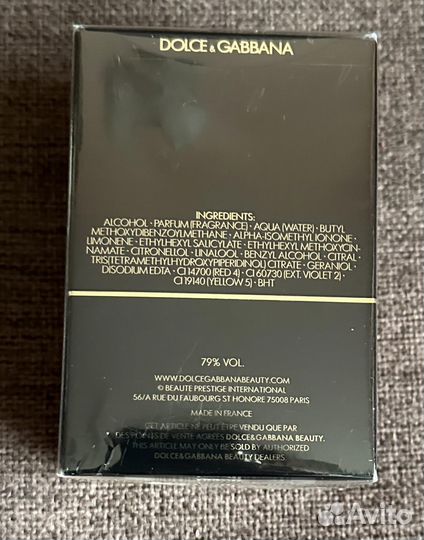 DOLCE & GABBANA
INGREDIENTS:
ALCOHOL • PARFUM (FRAGRANCE) • AQUA (WATER) • BUTYL
METHOXYDIBENZOYLMETHANE • ALPHA-ISOMETHYL IONONE •
LIMONENE • ETHYLHEXYL SALICYLATE • ETHYLHEXYL METHOXYCIN-
NAMATE • CITRONELLOL • LINALOOL • BENZYL ALCOHOL • CITRAL •
TRIS(TETRAMETHYLHYDROXYPIPERIDINOL) CITRATE • GERANIOL •
DISODIUM EDTA • CI 14700 (RED 4) • CI 60730 (EXT. VIOLET 2) •
CI 19140 (YELLOW 5) • BHT
79% VOL.
WWW.DOLCEGABBANABEAUTY.COM
© BEAUTE PRESTIGE INTERNATIONAL
56/A RUE DU FAUBOURG ST HONORE 75008 PARIS
MADE IN FRANCE
CET ARTICLE NE PEUT ÊTRE VENDU QUE PAR
DES POINTS DE VENTE AGRÉÉS DOLCE&GABBANA BEAUTY.
THIS ARTICLE MAY ONLY BE SOLD BY AUTHORIZED
DOLCE&GABBANA BEAUTY DEALERS
Avito